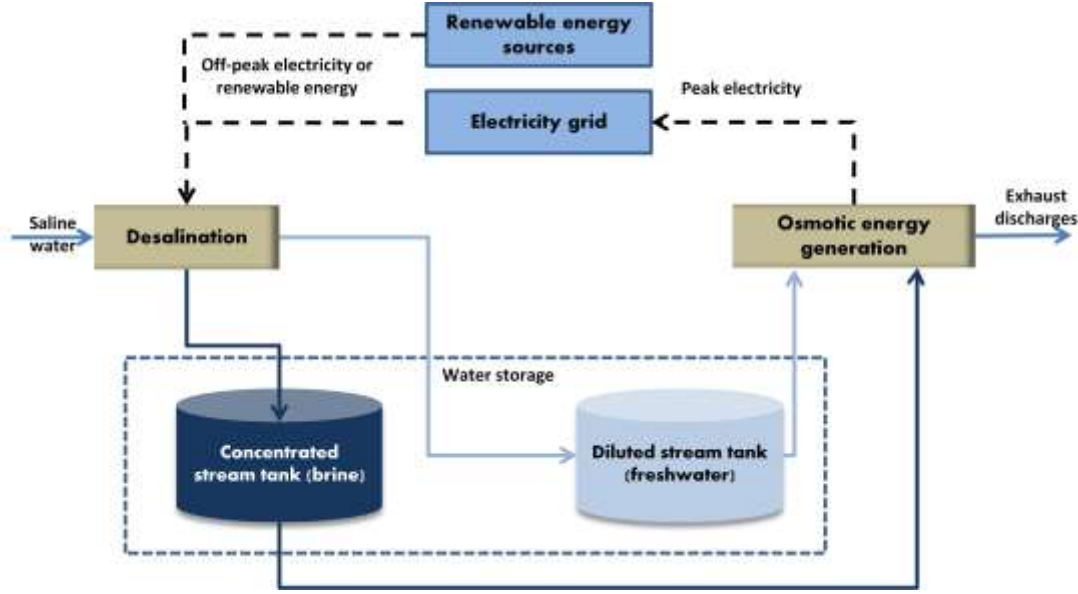 Renewable energy
sources
Off-peak electricity or
renewable energy
Peak electricity
Electricity grid
Saline
water
Desalination
Osmotic energy
generation
Exhaust
discharges
Water storage
Concentrated
stream tank (brine)
Diluted stream tank
(freshwater)